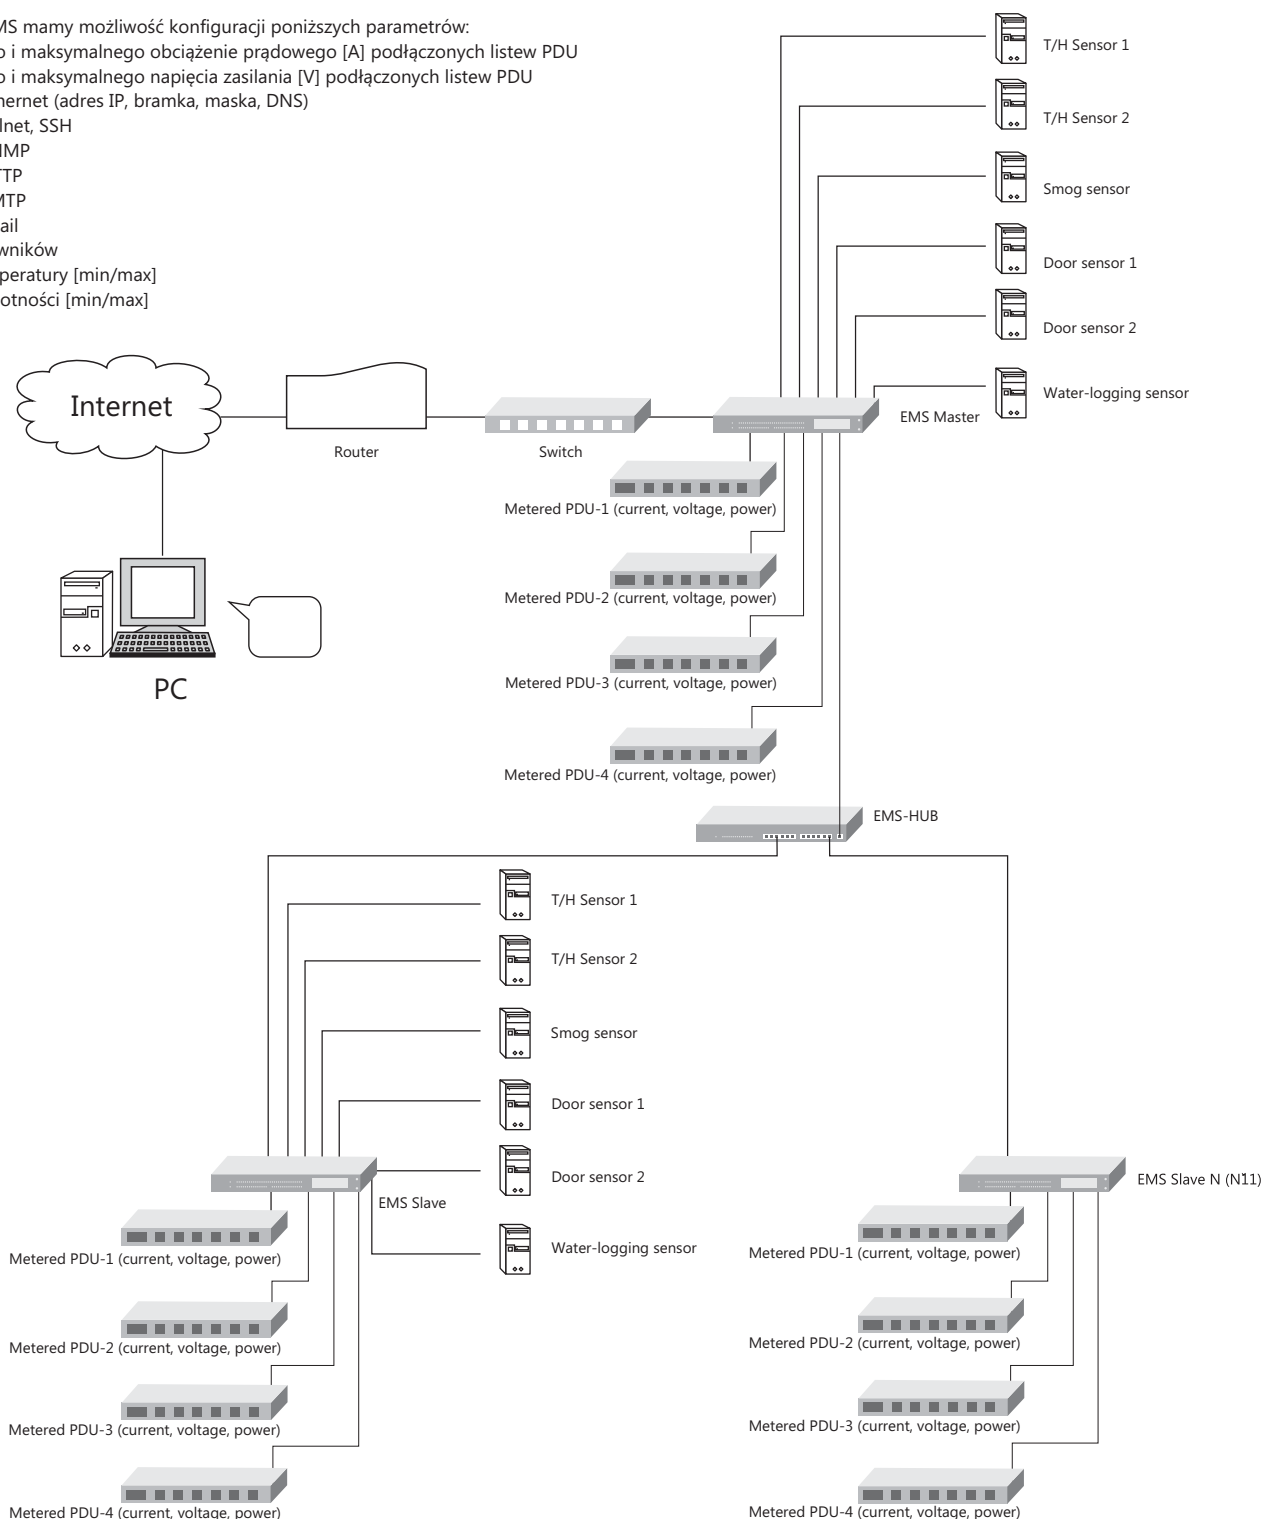 MS mamy możliwość konfiguracji poniższych parametrów:
o i maksymalnego obciążenie prądowego [A] podłączonych listew PDU
o i maksymalnego napięcia zasilania [V] podłączonych listew PDU
hernet (adres IP, bramka, maska, DNS)
lnet, SSH
MP
TP
MTP
ail
wników
peratury [min/max]
otności [min/max]
T/H Sensor 1
T/H Sensor 2
Smog sensor
Door sensor 1
Door sensor 2
Water-logging sensor
Internet
Router
Switch
EMS Master
Metered PDU-1 (current, voltage, power)
Metered PDU-2 (current, voltage, power)
Metered PDU-3 (current, voltage, power)
Metered PDU-4 (current, voltage, power)
PC
EMS-HUB
T/H Sensor 1
T/H Sensor 2
Smog sensor
Door sensor 1
Door sensor 2
Water-logging sensor
EMS Slave
Metered PDU-1 (current, voltage, power)
Metered PDU-2 (current, voltage, power)
Metered PDU-3 (current, voltage, power)
Metered PDU-4 (current, voltage, power)
EMS Slave N (N11)
Metered PDU-1 (current, voltage, power)
Metered PDU-2 (current, voltage, power)
Metered PDU-3 (current, voltage, power)
Metered PDU-4 (current, voltage, power)